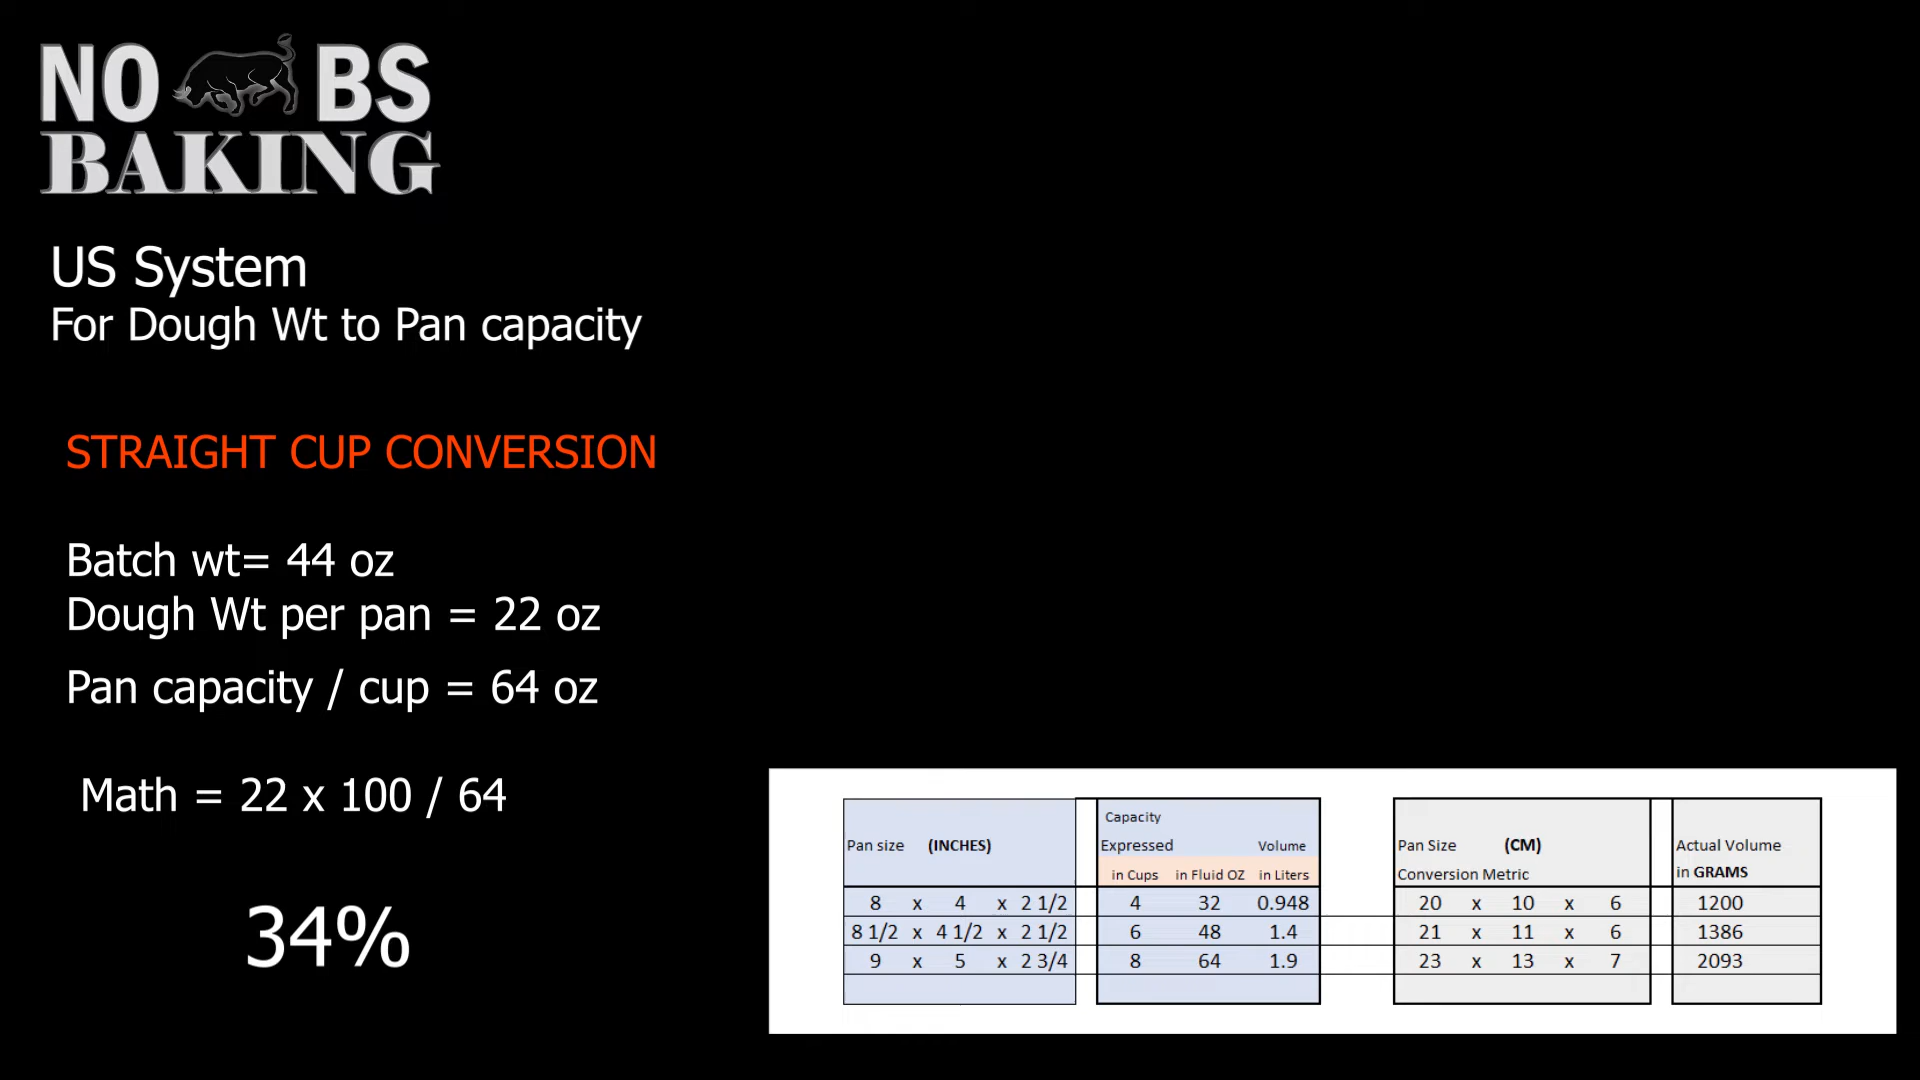 NO BS
BAKING
US System
For Dough Wt to Pan capacity
STRAIGHT CUP CONVERSION
Batch wt= 44 oz
Dough Wt per pan = 22 oz
Pan capacity / cup = 64 oz
Math = 22 x 100 / 64
34%
Capacity
Pan size (INCHES) Expressed Volume Pan Size (CM) Actual Volume
in Cups in Fluid OZ in Liters Conversion Metric in GRAMS
8 x 4 x 2 1/2 4 32 0.948 20 x 10 x 6 1200
8 1/2 x 4 1/2 x 2 1/2 6 48 1.4 21 x 11 x 6 1386
9 x 5 x 2 3/4 8 64 1.9 23 x 13 x 7 2093